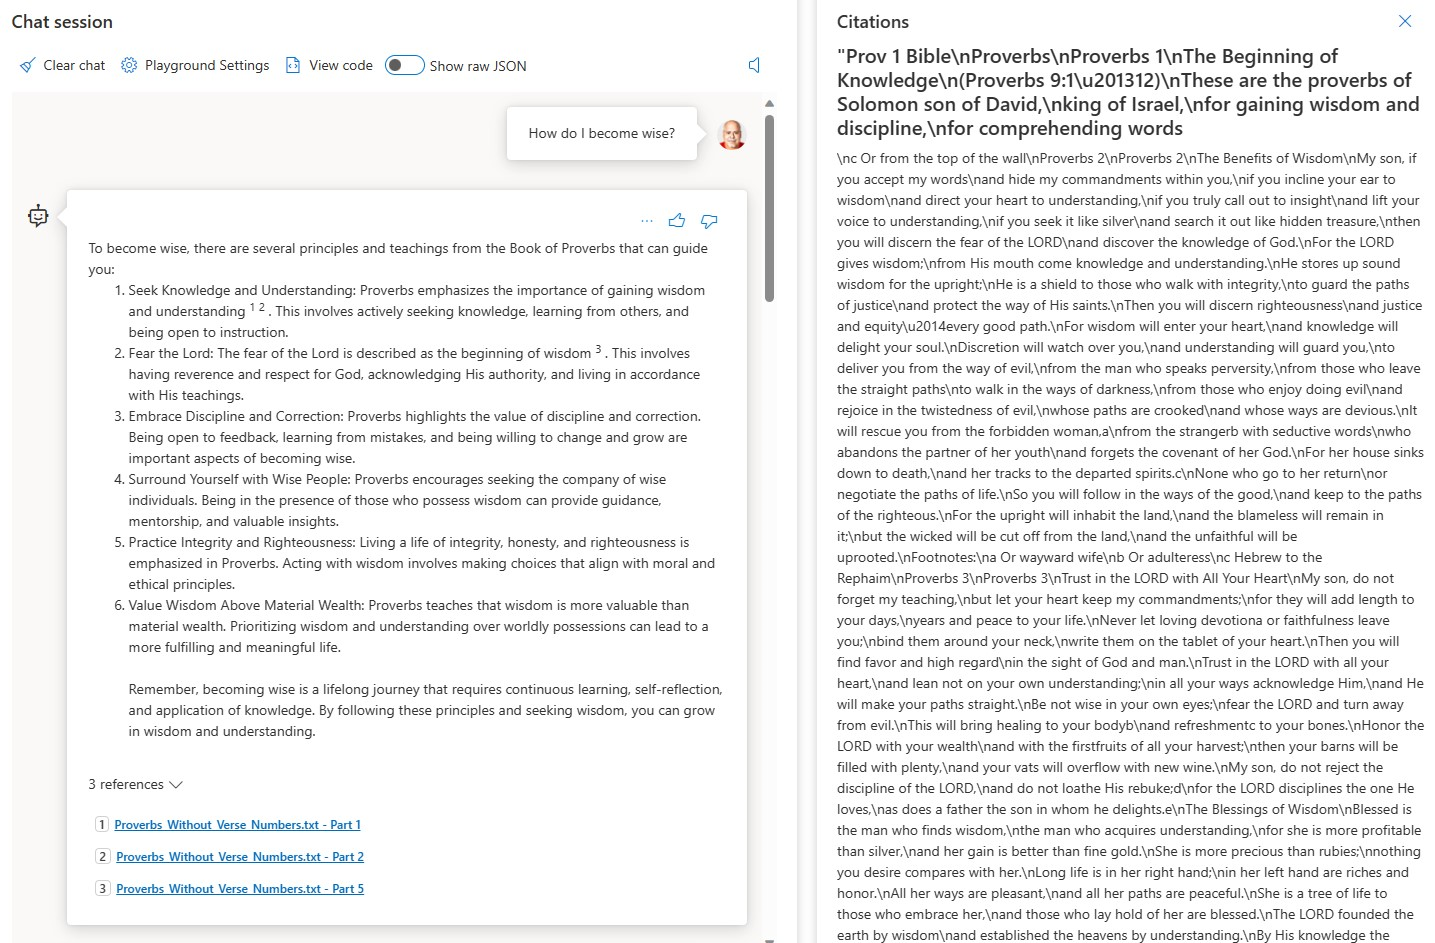 Chat session
Clear chat
Playground Settings
View code
Show raw JSON
How do I become wise?
To become wise, there are several principles and teachings from the Book of Proverbs that can guide
you:
1. Seek Knowledge and Understanding: Proverbs emphasizes the importance of gaining wisdom
and understanding 1 2 . This involves actively seeking knowledge, learning from others, and
being open to instruction.
2. Fear the Lord: The fear of the Lord is described as the beginning of wisdom 3 . This involves
having reverence and respect for God, acknowledging His authority, and living in accordance
with His teachings.
3. Embrace Discipline and Correction: Proverbs highlights the value of discipline and correction.
Being open to feedback, learning from mistakes, and being willing to change and grow are
important aspects of becoming wise.
4. Surround Yourself with Wise People: Proverbs encourages seeking the company of wise
individuals. Being in the presence of those who possess wisdom can provide guidance,
mentorship, and valuable insights.
5. Practice Integrity and Righteousness: Living a life of integrity, honesty, and righteousness is
emphasized in Proverbs. Acting with wisdom involves making choices that align with moral and
ethical principles.
6. Value Wisdom Above Material Wealth: Proverbs teaches that wisdom is more valuable than
material wealth. Prioritizing wisdom and understanding over worldly possessions can lead to a
more fulfilling and meaningful life.
Remember, becoming wise is a lifelong journey that requires continuous learning, self-reflection,
and application of knowledge. By following these principles and seeking wisdom, you can grow
in wisdom and understanding.
3 references
1 Proverbs_Without_Verse_Numbers.txt - Part 1
2 Proverbs_Without_Verse_Numbers.txt - Part 2
3 Proverbs_Without_Verse_Numbers.txt - Part 5
Citations
"Prov 1 Bible\nProverbs\nProverbs 1\nThe Beginning of
Knowledge\n(Proverbs 9:1\u201312)\nThese are the proverbs of
Solomon son of David,\nking of Israel,\nfor gaining wisdom and
discipline,\nfor comprehending words
\nc Or from the top of the wall\nProverbs 2\nProverbs 2\nThe Benefits of Wisdom\nMy son, if
you accept my words\nand hide my commandments within you,\nif you incline your ear to
wisdom\nand direct your heart to understanding,\nif you truly call out to insight\nand lift your
voice to understanding,\nif you seek it like silver\nand search it out like hidden treasure,\nthen
you will discern the fear of the LORD\nand discover the knowledge of God.\nFor the LORD
gives wisdom;\nfrom His mouth come knowledge and understanding.\nHe stores up sound
wisdom for the upright;\nHe is a shield to those who walk with integrity,\nto guard the paths
of justice\nand protect the way of His saints.\nThen you will discern righteousness\nand justice
and equity\u2014every good path.\nFor wisdom will enter your heart,\nand knowledge will
delight your soul.\nDiscretion will watch over you,\nand understanding will guard you,\nto
deliver you from the way of evil,\nfrom the man who speaks perversity,\nfrom those who leave
the straight paths\nto walk in the ways of darkness,\nfrom those who enjoy doing evil\nand
rejoice in the twistedness of evil,\nwhose paths are crooked\nand whose ways are devious.\nIt
will rescue you from the forbidden woman,a\nfrom the strangerb with seductive words\nwho
abandons the partner of her youth\nand forgets the covenant of her God.\nFor her house sinks
down to death,\nand her tracks to the departed spirits.c\nNone who go to her return\nor
negotiate the paths of life.\nSo you will follow in the ways of the good,\nand keep to the paths
of the righteous.\nFor the upright will inhabit the land,\nand the blameless will remain in
it;\nbut the wicked will be cut off from the land,\nand the unfaithful will be
uprooted.\nFootnotes:\na Or wayward wife\nb Or adulteress\nc Hebrew to the
Rephaim\nProverbs 3\nProverbs 3\nTrust in the LORD with All Your Heart\nMy son, do not
forget my teaching,\nbut let your heart keep my commandments;\nfor they will add length to
your days,\nyears and peace to your life.\nNever let loving devotiona or faithfulness leave
you;\nbind them around your neck,\nwrite them on the tablet of your heart.\nThen you will
find favor and high regard\nin the sight of God and man.\nTrust in the LORD with all your
heart,\nand lean not on your own understanding;\nin all your ways acknowledge Him,\nand He
will make your paths straight.\nBe not wise in your own eyes;\nfear the LORD and turn away
from evil.\nThis will bring healing to your bodyb\nand refreshmentc to your bones.\nHonor the
LORD with your wealth\nand with the firstfruits of all your harvest;\nthen your barns will be
filled with plenty,\nand your vats will overflow with new wine.\nMy son, do not reject the
discipline of the LORD,\nand do not loathe His rebuke;d\nfor the LORD disciplines the one He
loves,\nas does a father the son in whom he delights.e\nThe Blessings of Wisdom\nBlessed is
the man who finds wisdom,\nthe man who acquires understanding,\nfor she is more profitable
than silver,\nand her gain is better than fine gold.\nShe is more precious than rubies;\nnothing
you desire compares with her.\nLong life is in her right hand;\nin her left hand are riches and
honor.\nAll her ways are pleasant,\nand all her paths are peaceful.\nShe is a tree of life to
those who embrace her,\nand those who lay hold of her are blessed.\nThe LORD founded the
earth by wisdom\nand established the heavens by understanding.\nBy His knowledge the